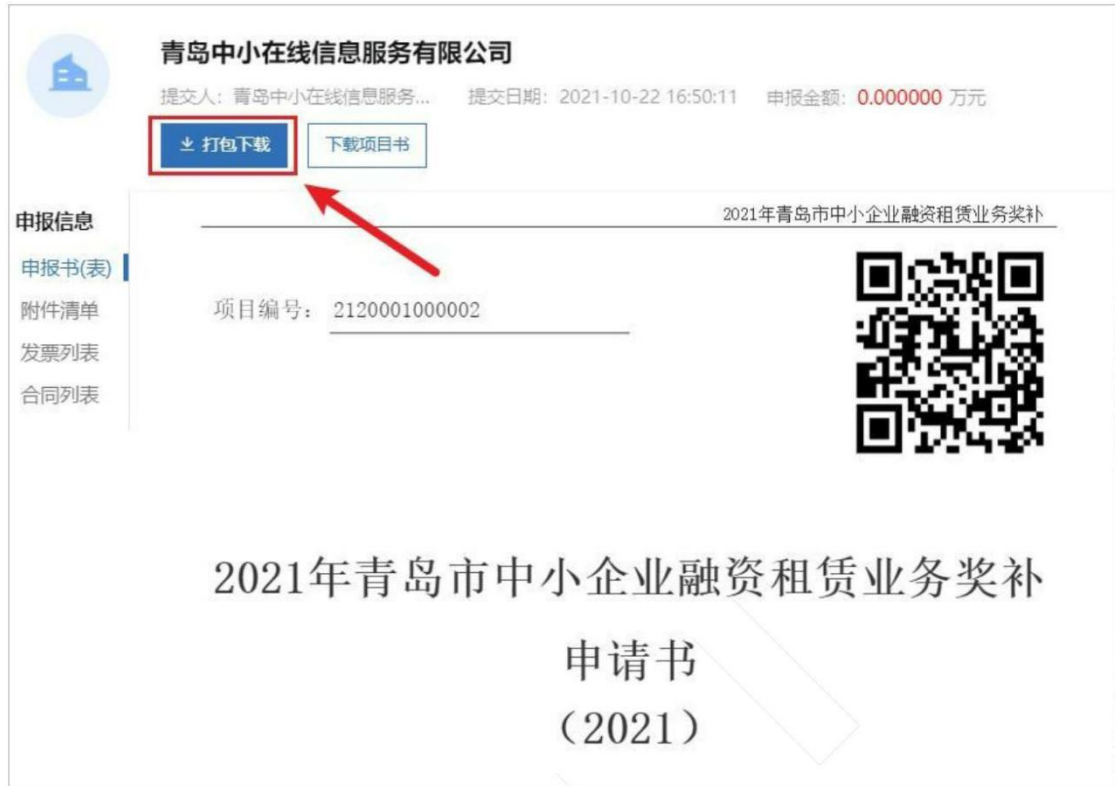 青岛中小在线信息服务有限公司
提交人：青岛中小在线信息服务... 提交日期：2021-10-22 16:50:11 申报金额：0.000000 万元
打包下载 下载项目书
申报信息
申报书(表)
附件清单
发票列表
合同列表
2021年青岛市中小企业融资租赁业务奖补
项目编号： 2120001000002
2021年青岛市中小企业融资租赁业务奖补
申请书
（2021）